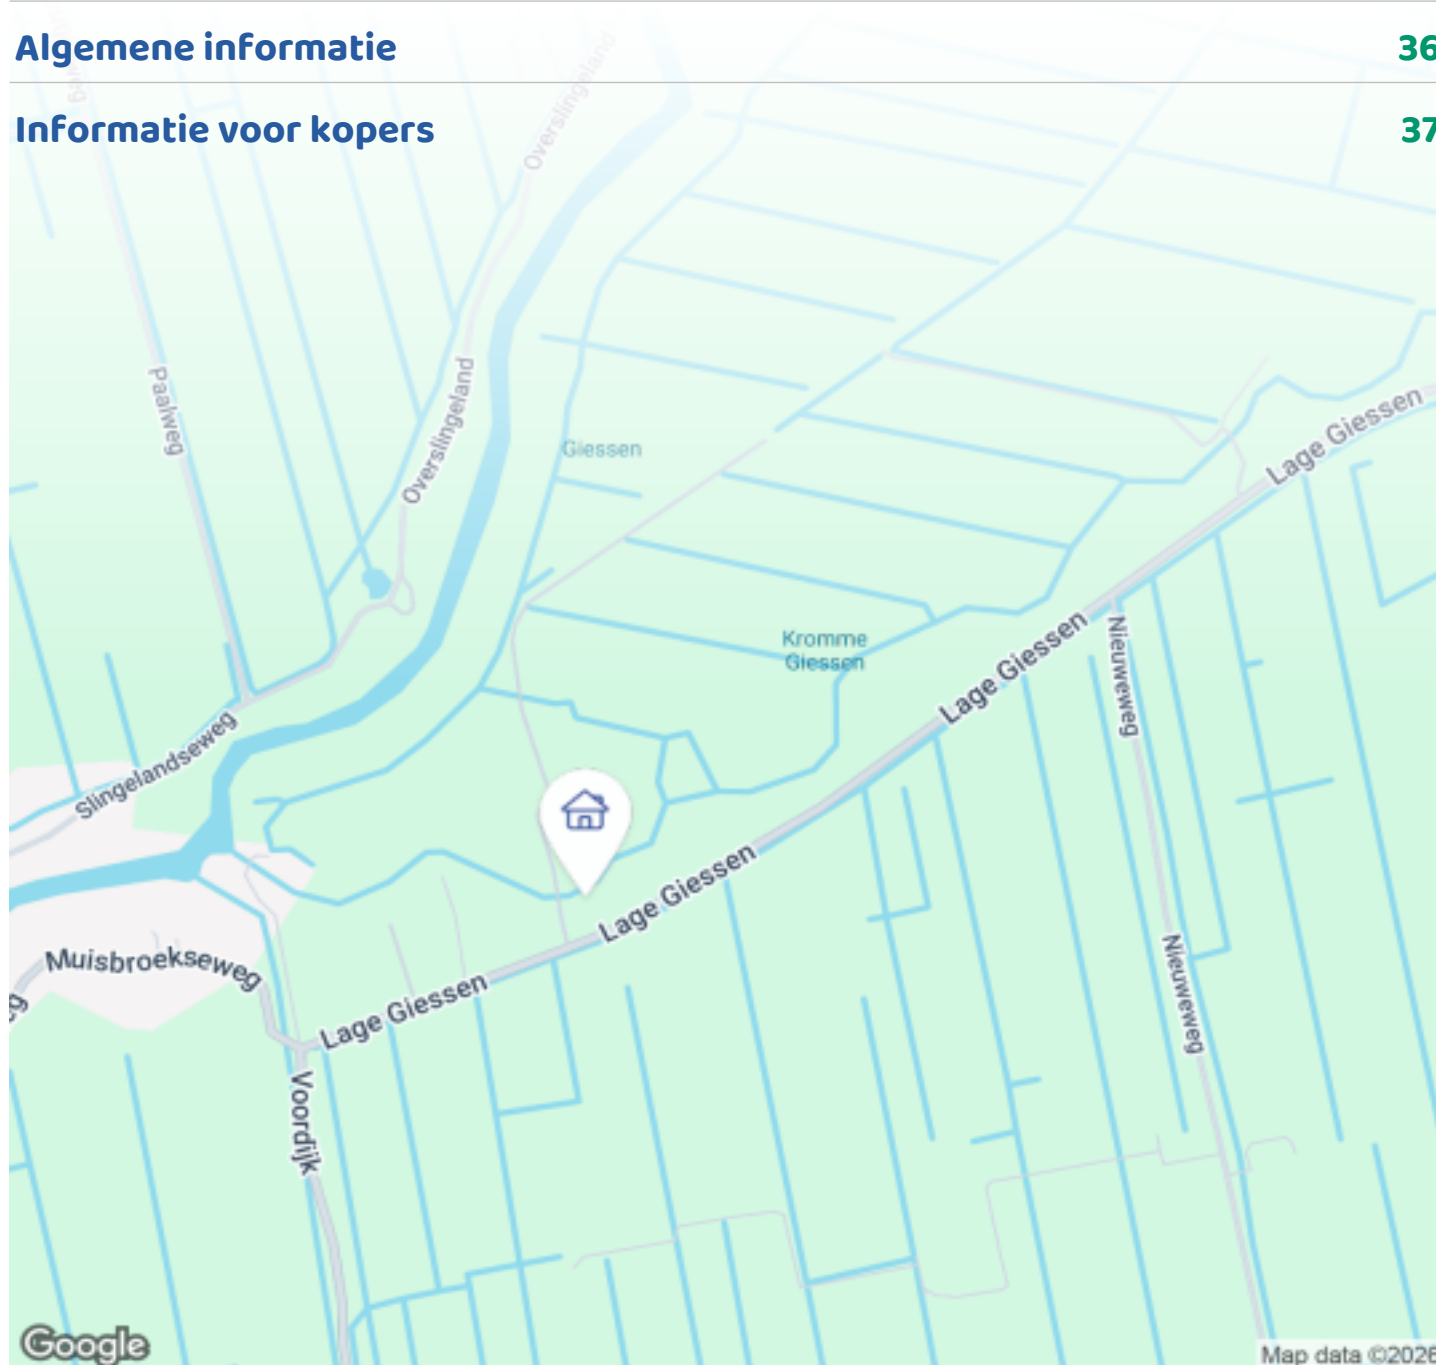 Algemene informatie 36
Informatie voor kopers 37
Overslingeland
Paalweg
Overslingeland
Giessen
Lage Giessen
Kromme
Giessen
Lage Giessen
Nieuweweg
Slingelandseweg
Lage Giessen
Muisbroekseweg
Nieuweweg
Lage Giessen
Voordijk
Google
Map data ©2026